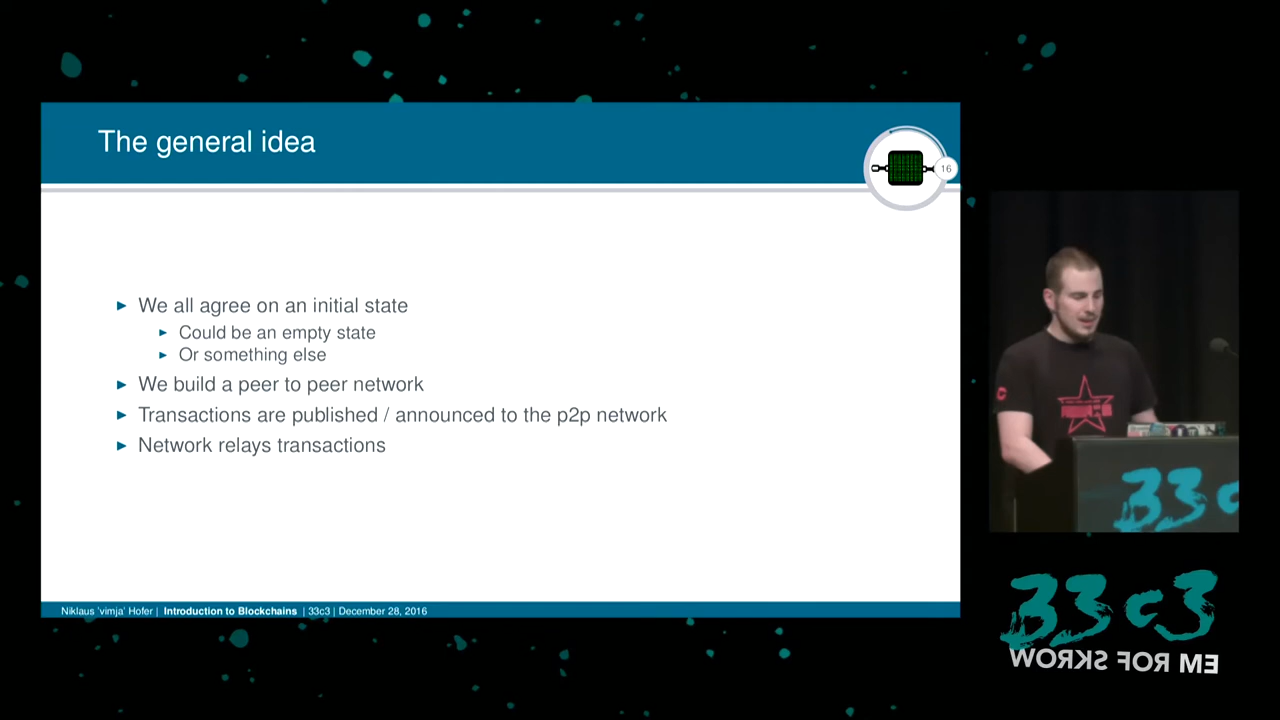 The general idea
16
We all agree on an initial state
Could be an empty state
Or something else
We build a peer to peer network
Transactions are published / announced to the p2p network
Network relays transactions
Niklaus 'vimja' Hofer | Introduction to Blockchains | 33c3 | December 28, 2016
33c
33c3
WORKS FOR ME